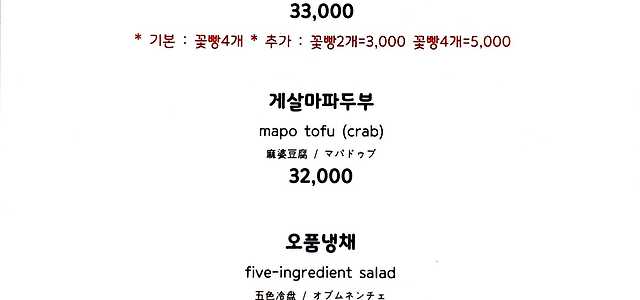 33,000
* 기본 : 꽃빵4개 * 추가 : 꽃빵2개=3,000 꽃빵4개=5,000
게살마파두부
mapo tofu (crab)
麻婆豆腐 / マパドゥブ
32,000
오품냉채
five-ingredient salad
五色冷盘 / オプムネンチェ